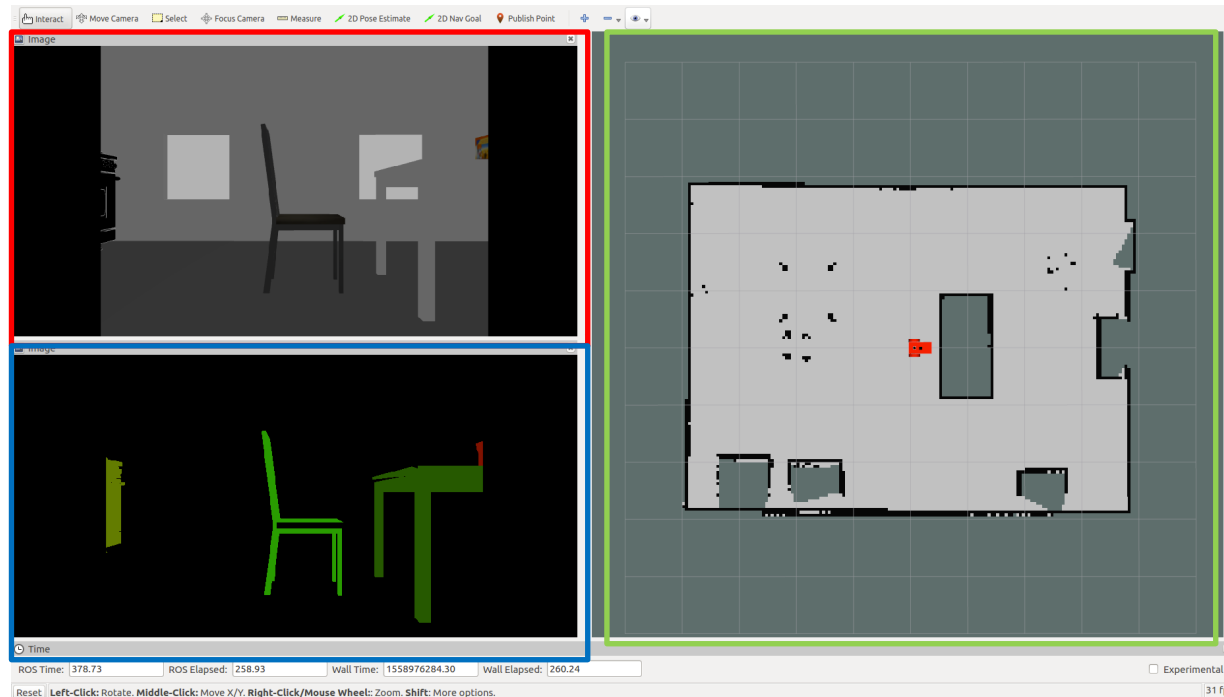 Interact Move Camera Select Focus Camera Measure 2D Pose Estimate 2D Nav Goal Publish Point
Image
Image
Time
ROS Time: 378.73 ROS Elapsed: 258.93 Wall Time: 1558976284.30 Wall Elapsed: 260.24 Experimental
Reset Left-Click: Rotate. Middle-Click: Move X/Y. Right-Click/Mouse Wheel:: Zoom. Shift: More options. 31 f